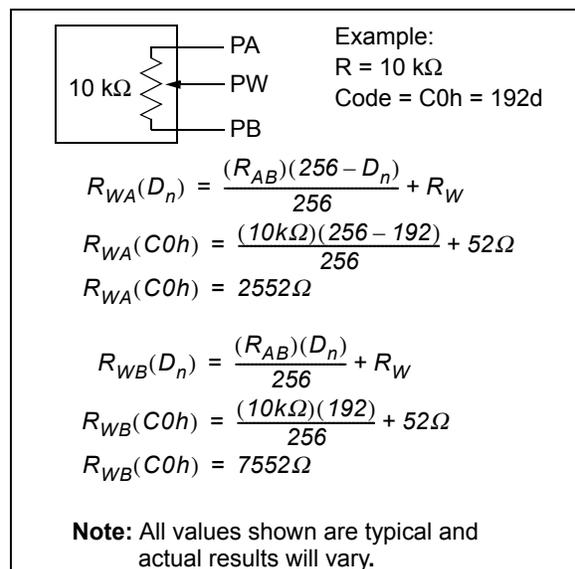 PA
10 kΩ
PW
PB
Example:
R = 10 kΩ
Code = C0h = 192d
R_WA(D_n) = (R_AB)(256 – D_n)/256 + R_W
R_WA(C0h) = (10kΩ)(256 – 192)/256 + 52Ω
R_WA(C0h) = 2552Ω
R_WB(D_n) = (R_AB)(D_n)/256 + R_W
R_WB(C0h) = (10kΩ)(192)/256 + 52Ω
R_WB(C0h) = 7552Ω
Note: All values shown are typical and
actual results will vary.